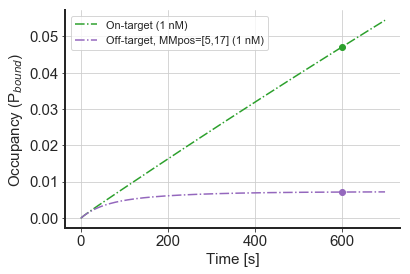 On-target (1 nM)
Off-target, MMpos=[5,17] (1 nM)
Occupancy (P_bound)
0.05
0.04
0.03
0.02
0.01
0.00
0 200 400 600
Time [s]